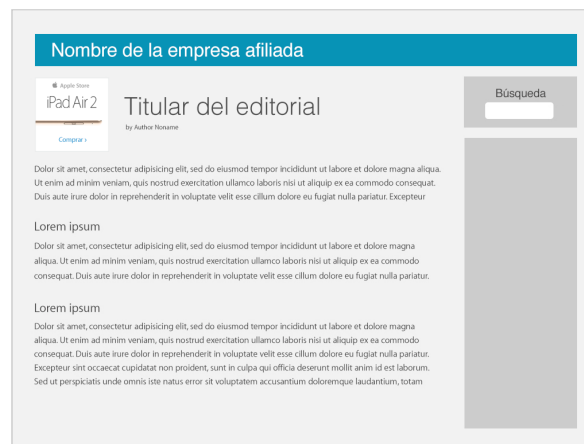 Nombre de la empresa afiliada
Apple Store
iPad Air 2
Comprar ›
Titular del editorial
by Author Noname
Búsqueda
Dolor sit amet, consectetur adipisicing elit, sed do eiusmod tempor incididunt ut labore et dolore magna aliqua.
Ut enim ad minim veniam, quis nostrud exercitation ullamco laboris nisi ut aliquip ex ea commodo consequat.
Duis aute irure dolor in reprehenderit in voluptate velit esse cillum dolore eu fugiat nulla pariatur. Excepteur
Lorem ipsum
Dolor sit amet, consectetur adipisicing elit, sed do eiusmod tempor incididunt ut labore et dolore magna
aliqua. Ut enim ad minim veniam, quis nostrud exercitation ullamco laboris nisi ut aliquip ex ea commodo
consequat. Duis aute irure dolor in reprehenderit in voluptate velit esse cillum dolore eu fugiat nulla pariatur.
Lorem ipsum
Dolor sit amet, consectetur adipisicing elit, sed do eiusmod tempor incididunt ut labore et dolore magna
aliqua. Ut enim ad minim veniam, quis nostrud exercitation ullamco laboris nisi ut aliquip ex ea commodo
consequat. Duis aute irure dolor in reprehenderit in voluptate velit esse cillum dolore eu fugiat nulla pariatur.
Excepteur sint occaecat cupidatat non proident, sunt in culpa qui officia deserunt mollit anim id est laborum.
Sed ut perspiciatis unde omnis iste natus error sit voluptatem accusantium doloremque laudantium, totam